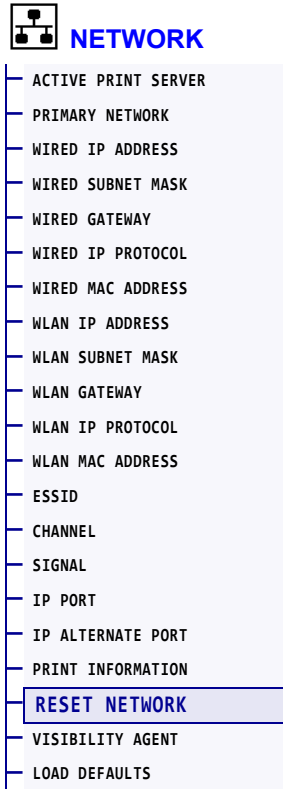 NETWORK
ACTIVE PRINT SERVER
PRIMARY NETWORK
WIRED IP ADDRESS
WIRED SUBNET MASK
WIRED GATEWAY
WIRED IP PROTOCOL
WIRED MAC ADDRESS
WLAN IP ADDRESS
WLAN SUBNET MASK
WLAN GATEWAY
WLAN IP PROTOCOL
WLAN MAC ADDRESS
ESSID
CHANNEL
SIGNAL
IP PORT
IP ALTERNATE PORT
PRINT INFORMATION
RESET NETWORK
VISIBILITY AGENT
LOAD DEFAULTS